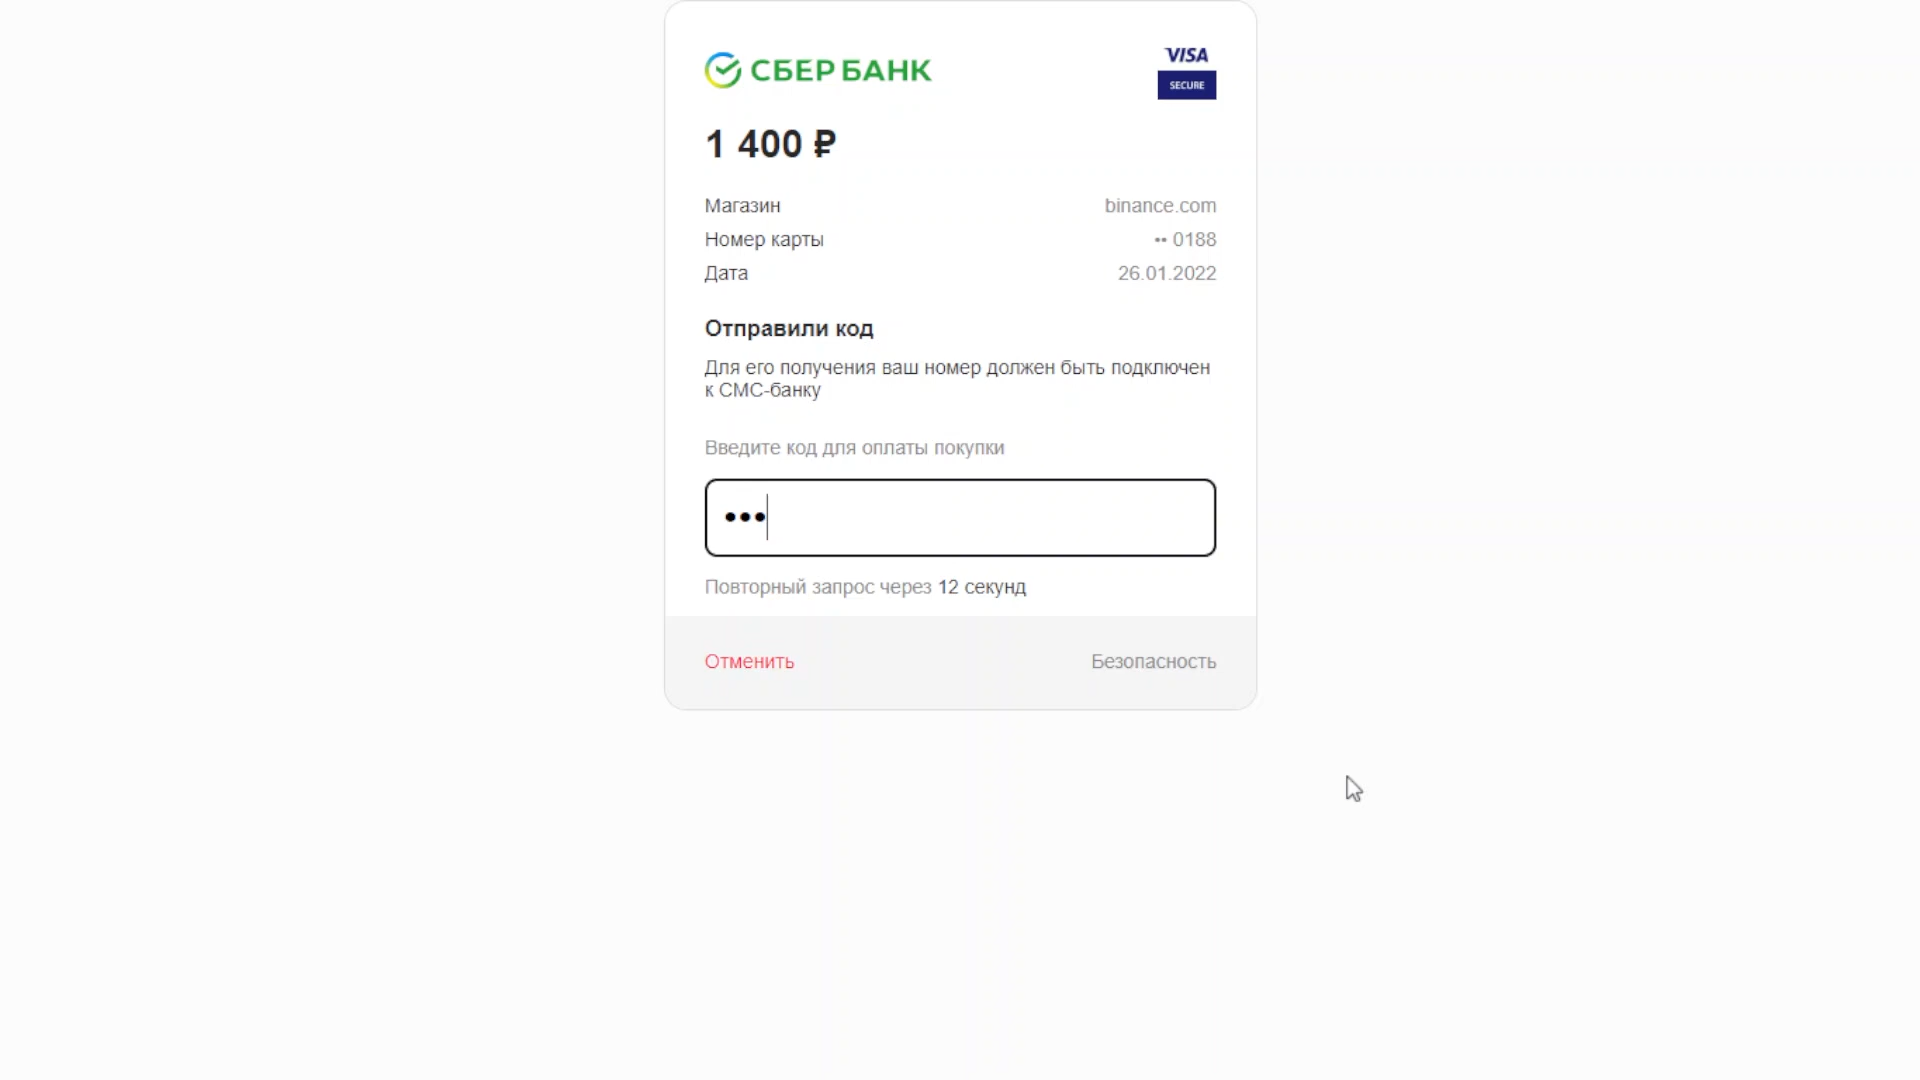 СБЕР БАНК
VISA
SECURE
1 400 ₽
Магазин binance.com
Номер карты •• 0188
Дата 26.01.2022
Отправили код
Для его получения ваш номер должен быть подключен
к СМС-банку
Введите код для оплаты покупки
•••
Повторный запрос через 12 секунд
Отменить Безопасность